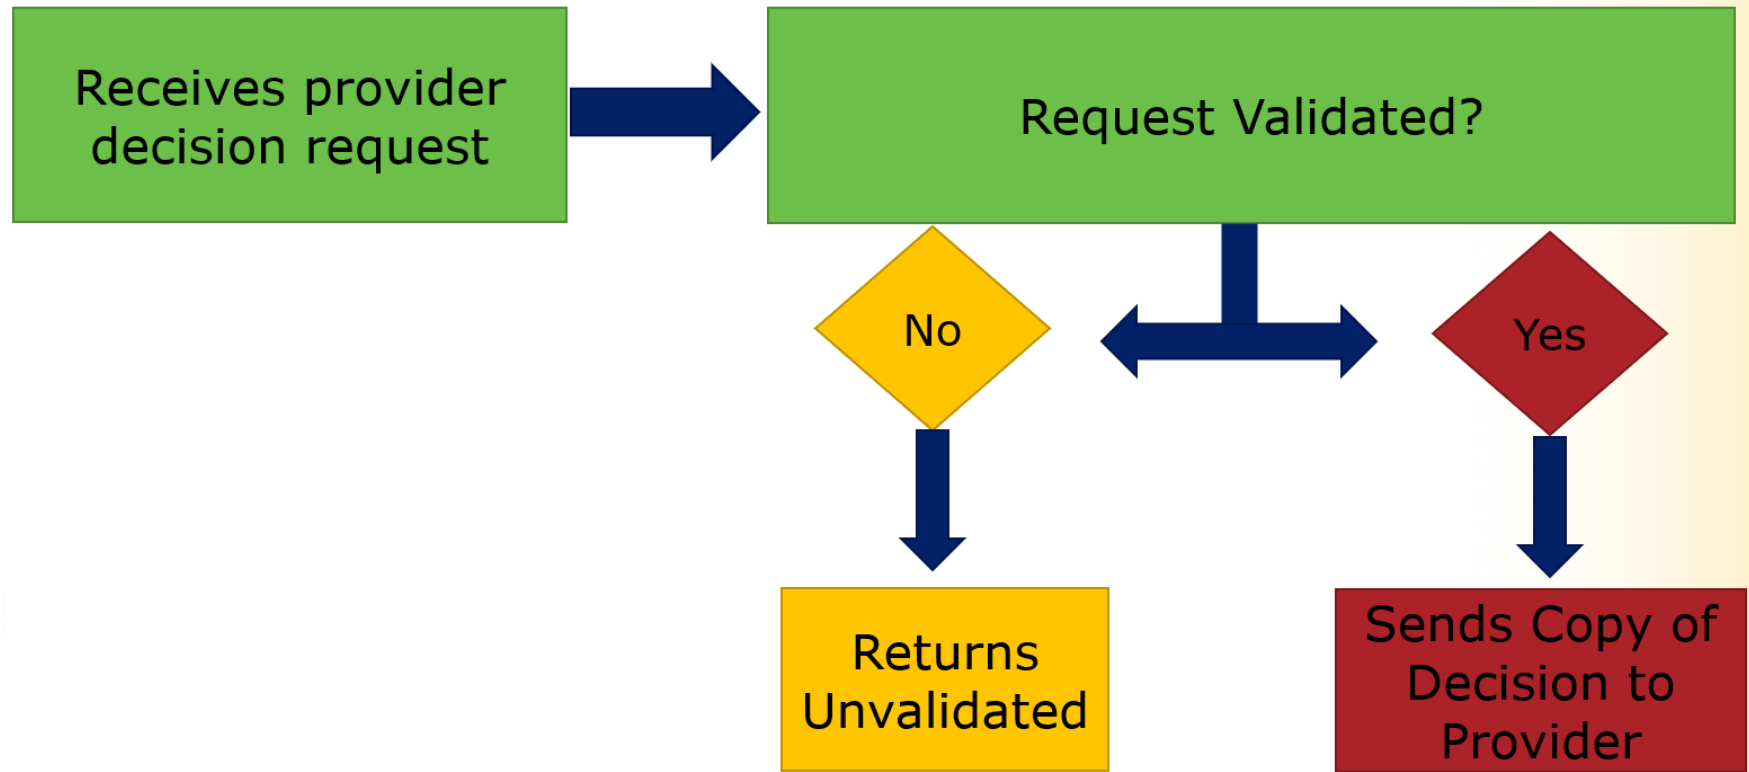 Receives provider
decision request
Request Validated?
No
Yes
Returns
Unvalidated
Sends Copy of
Decision to
Provider